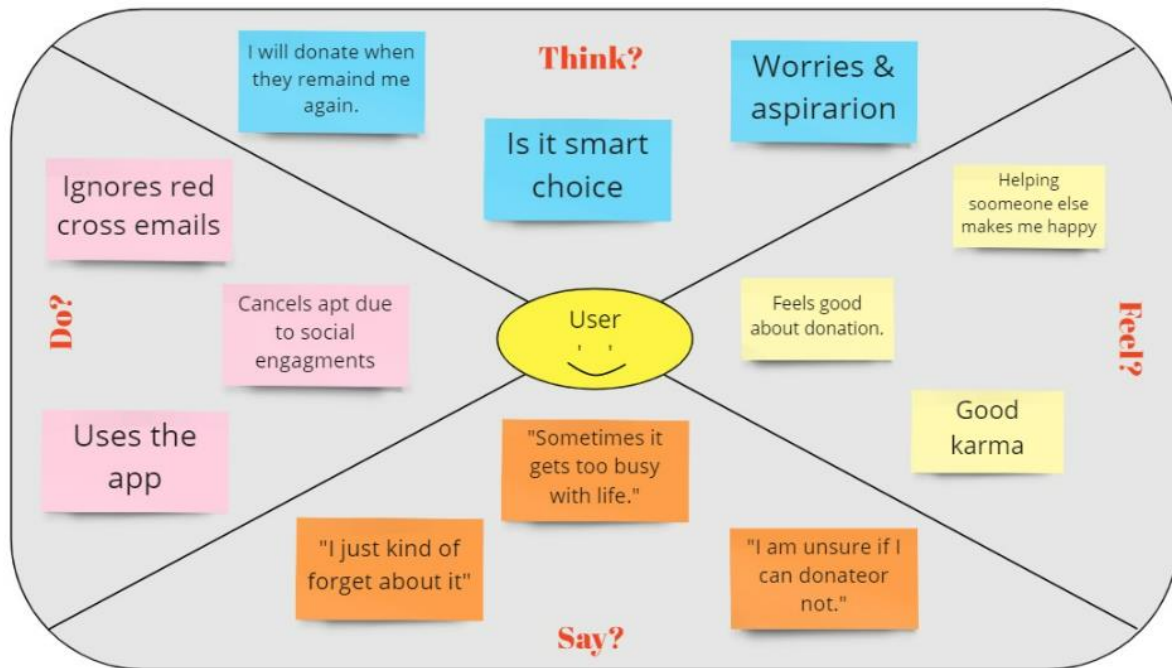 Think?
I will donate when
they remaind me
again.
Is it smart
choice
Worries &
aspirarion
Do?
Ignores red
cross emails
Cancels apt due
to social
engagments
Uses the
app
User
Feel?
Helping
soomeone else
makes me happy
Feels good
about donation.
Good
karma
"Sometimes it
gets too busy
with life."
"I just kind of
forget about it"
"I am unsure if I
can donateor
not."
Say?